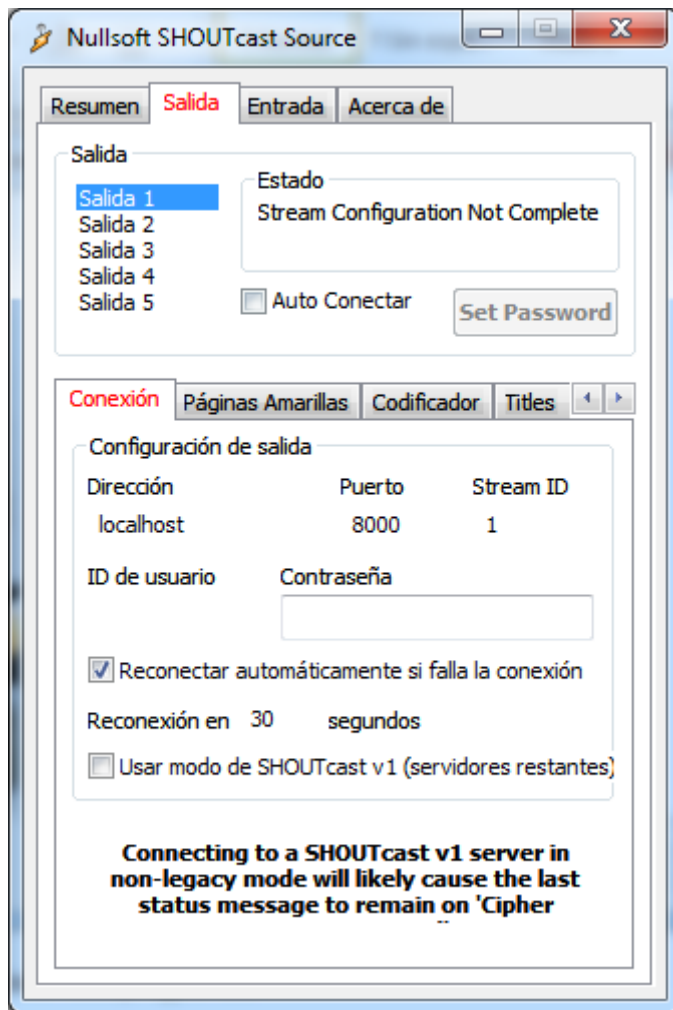 Nullsoft SHOUTcast Source
Resumen Salida Entrada Acerca de
Salida
Salida 1
Salida 2
Salida 3
Salida 4
Salida 5
Estado
Stream Configuration Not Complete
Auto Conectar
Set Password
Conexión Páginas Amarillas Codificador Titles
Configuración de salida
Dirección Puerto Stream ID
localhost 8000 1
ID de usuario Contraseña
Reconectar automáticamente si falla la conexión
Reconexión en 30 segundos
Usar modo de SHOUTcast v1 (servidores restantes)
Connecting to a SHOUTcast v1 server in
non-legacy mode will likely cause the last
status message to remain on 'Cipher